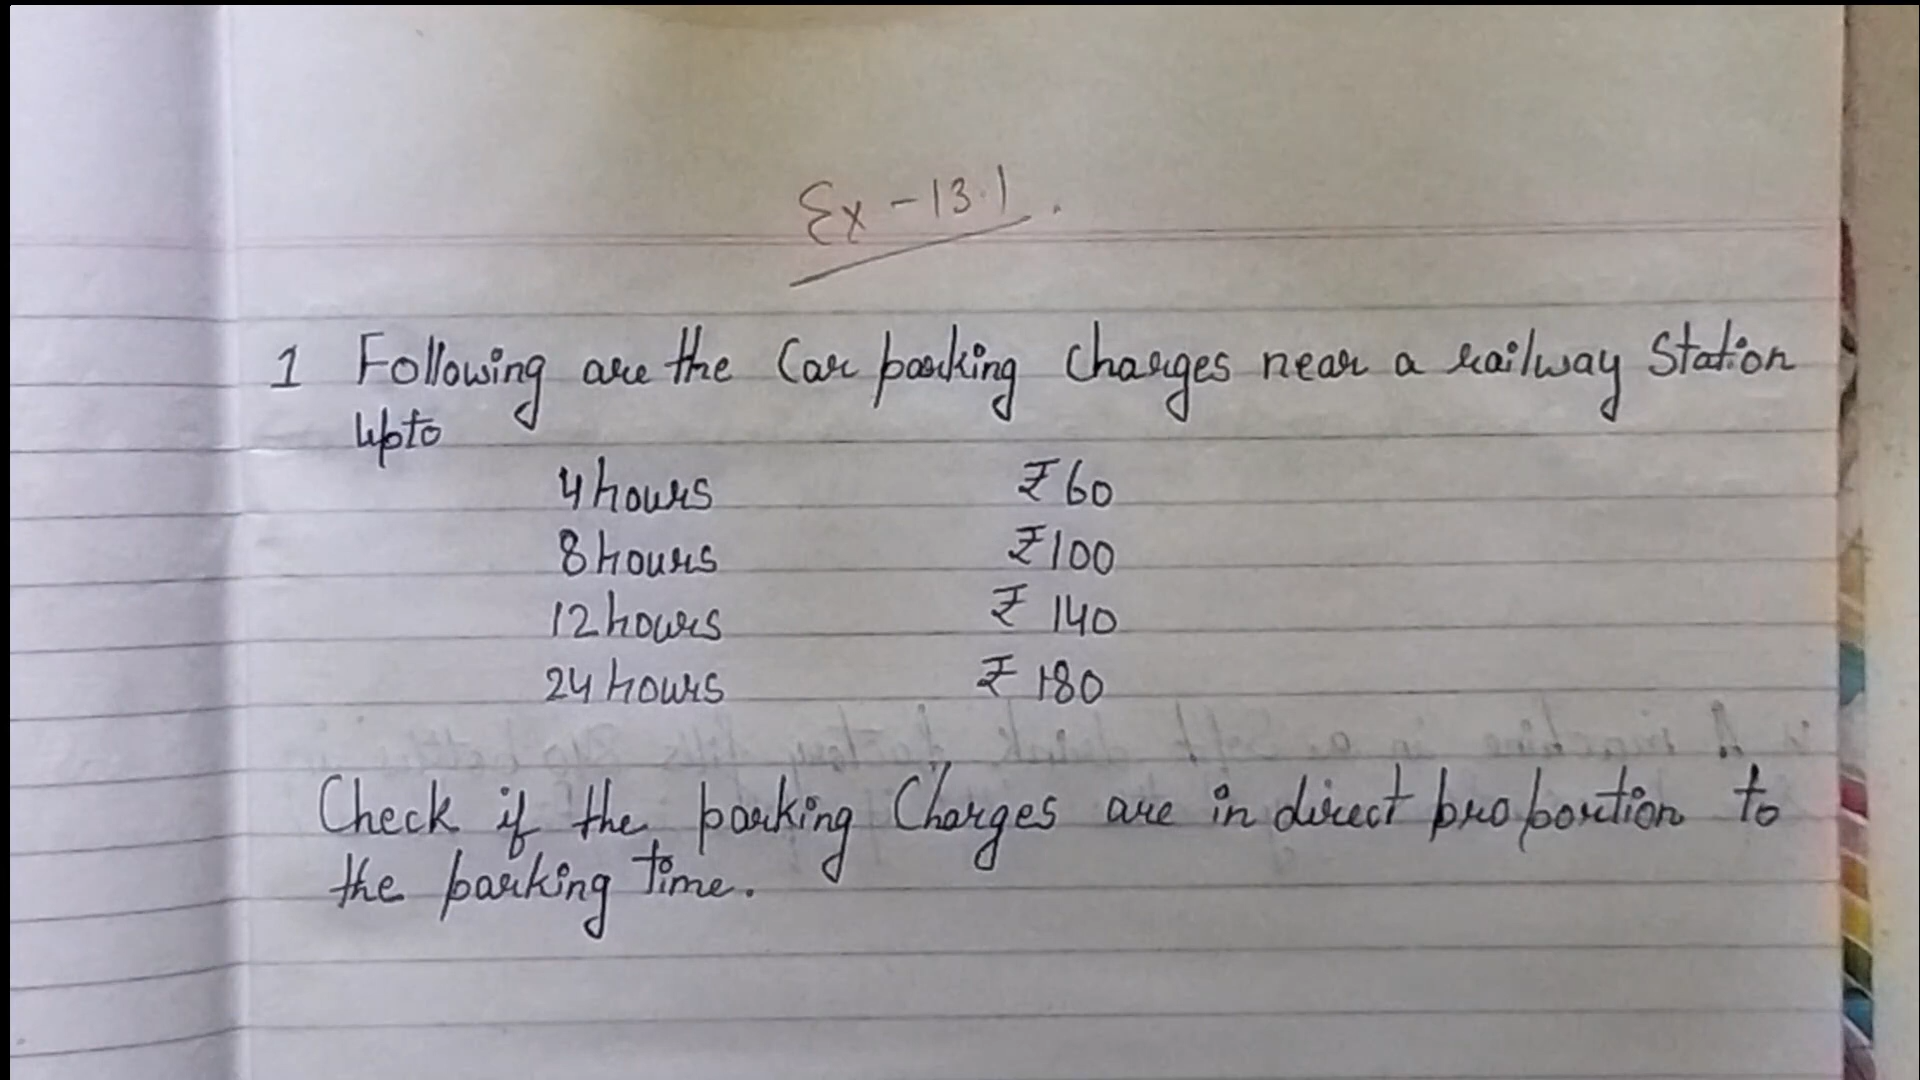 Ex - 13.1.
1 Following are the Car parking Charges near a railway Station
upto
4 hours ₹ 60
8 hours ₹ 100
12 hours ₹ 140
24 hours ₹ 180
Check if the parking Charges are in direct proportion to
the parking time.